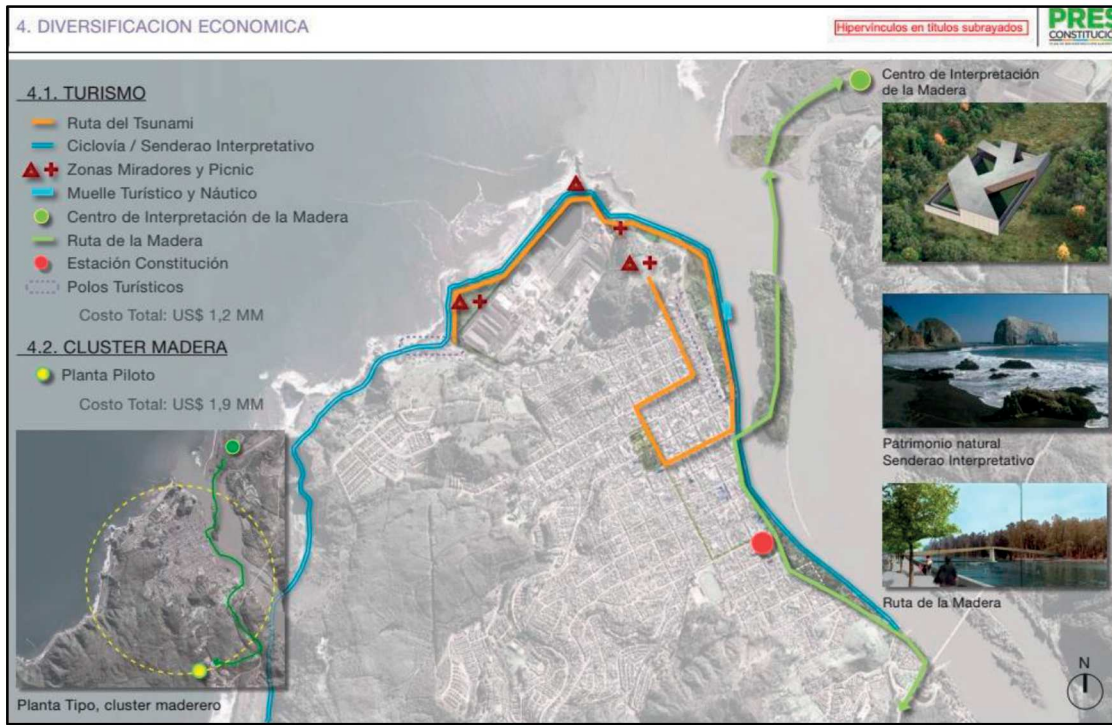 4. DIVERSIFICACION ECONOMICA
Hipervínculos en títulos subrayados
PRES
CONSTITUCIÓ
4.1. TURISMO
Ruta del Tsunami
Ciclovía / Senderao Interpretativo
Zonas Miradores y Picnic
Muelle Turístico y Náutico
Centro de Interpretación de la Madera
Ruta de la Madera
Estación Constitución
Polos Turísticos
Costo Total: US$ 1,2 MM
4.2. CLUSTER MADERA
Planta Piloto
Costo Total: US$ 1,9 MM
Planta Tipo, cluster maderero
Centro de Interpretación
de la Madera
Patrimonio natural
Senderao Interpretativo
Ruta de la Madera
N